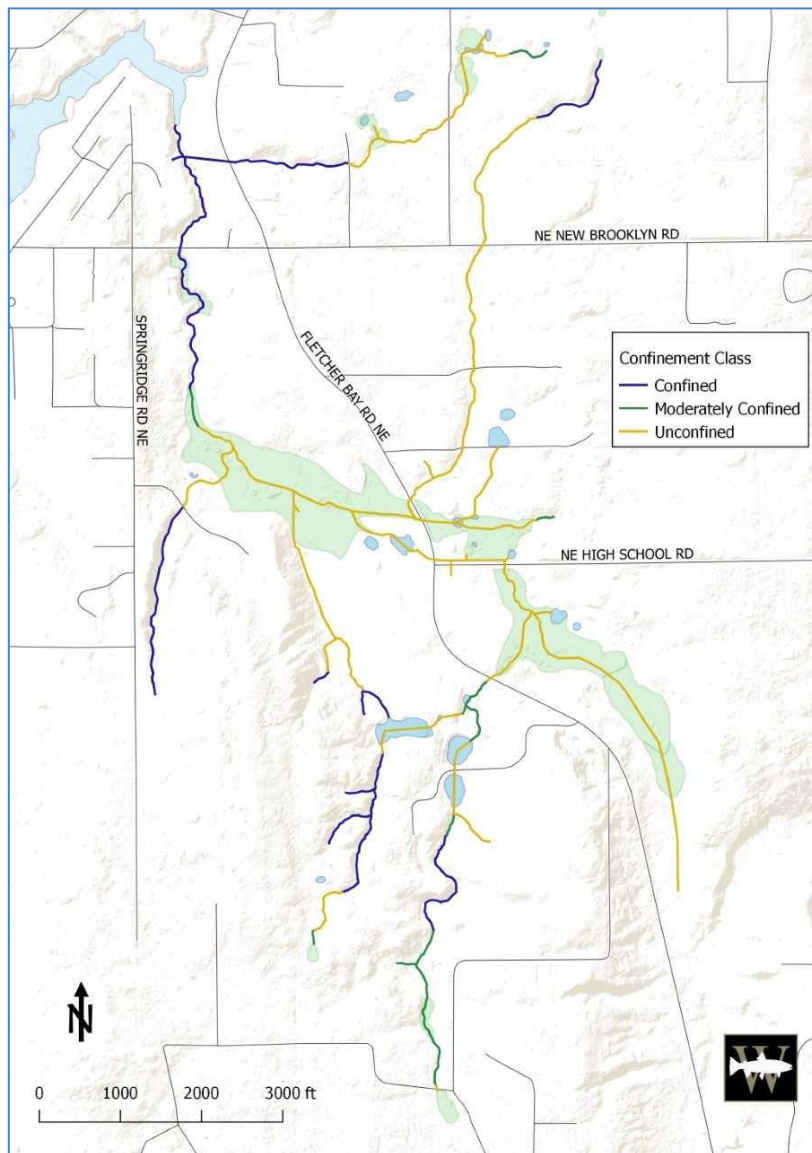 NE NEW BROOKLYN RD
SPRINGRIDGE RD NE
FLETCHER BAY RD NE
Confinement Class
Confined
Moderately Confined
Unconfined
NE HIGH SCHOOL RD
N
0 1000 2000 3000 ft
W